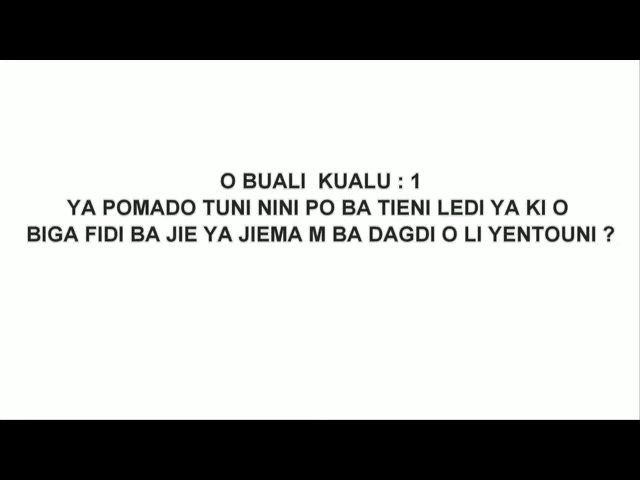 O BUALI  KUALU : 1
YA POMADO TUNI NINI PO BA TIENI LEDI YA KI O
BIGA FIDI BA JIE YA JIEMA M BA DAGDI O LI YENTOUNI ?